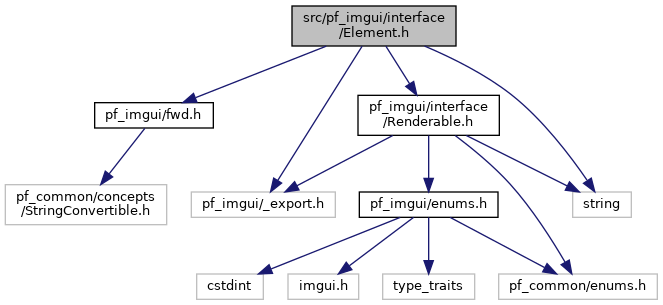 src/pf_imgui/interface
/Element.h
pf_imgui/fwd.h
pf_imgui/interface
/Renderable.h
pf_common/concepts
/StringConvertible.h
pf_imgui/_export.h
pf_imgui/enums.h
string
cstdint
imgui.h
type_traits
pf_common/enums.h